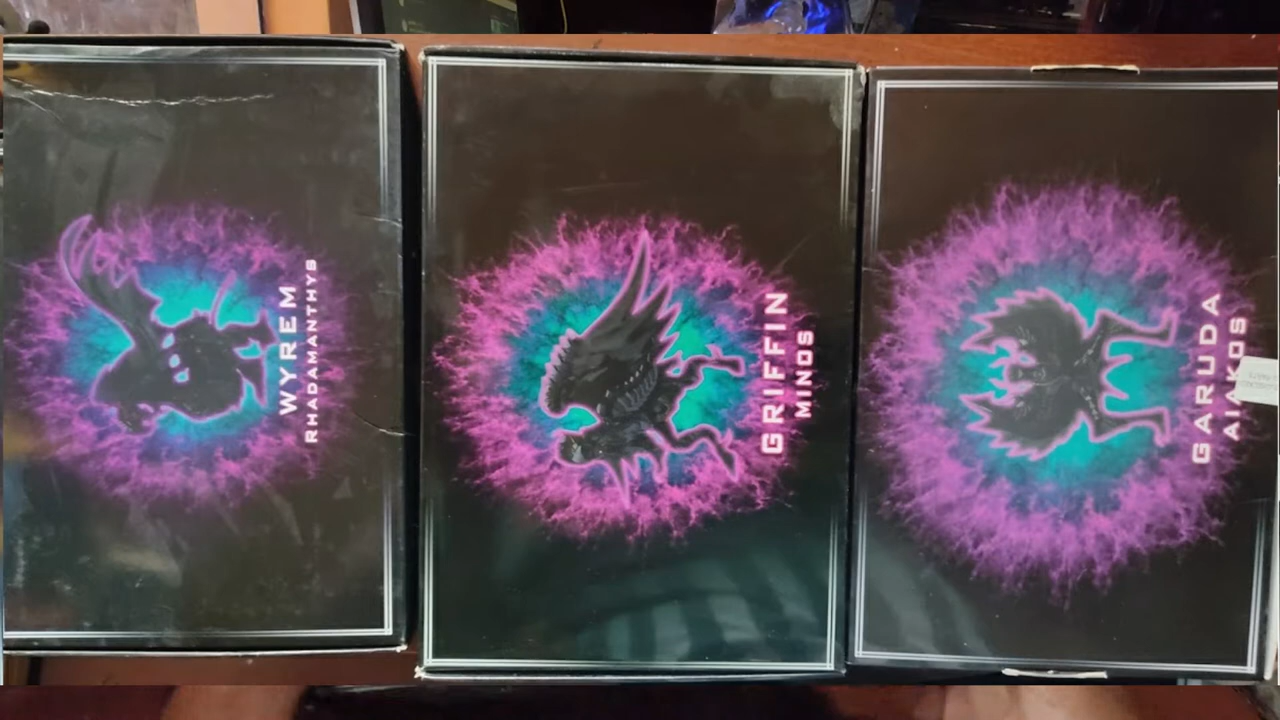 WYREM
RHADAMANTHYS
GRIFFIN
MINOS
GARUDA
AIAKOS